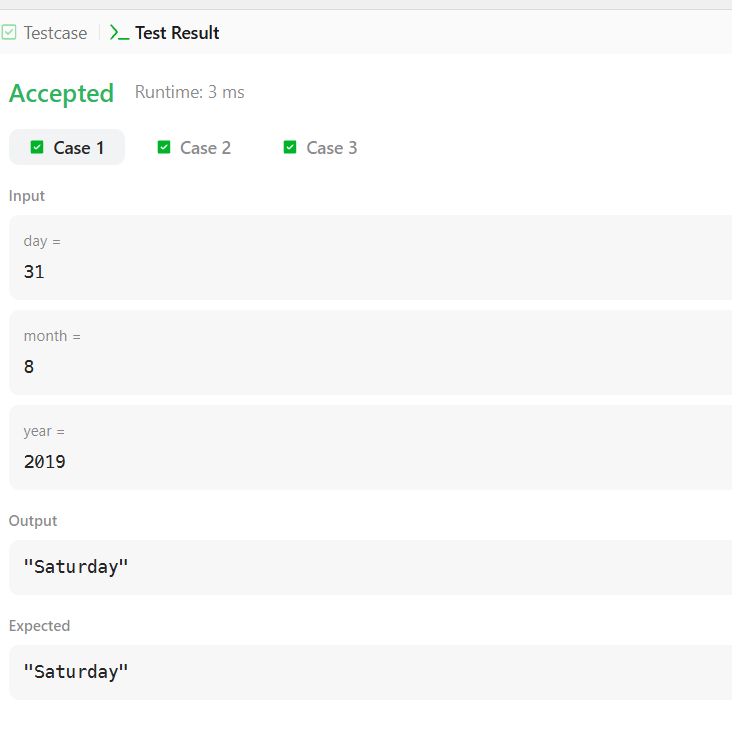 Testcase
Test Result
Accepted
Runtime: 3 ms
Case 1
Case 2
Case 3
Input
day =
31
month =
8
year =
2019
Output
"Saturday"
Expected
"Saturday"